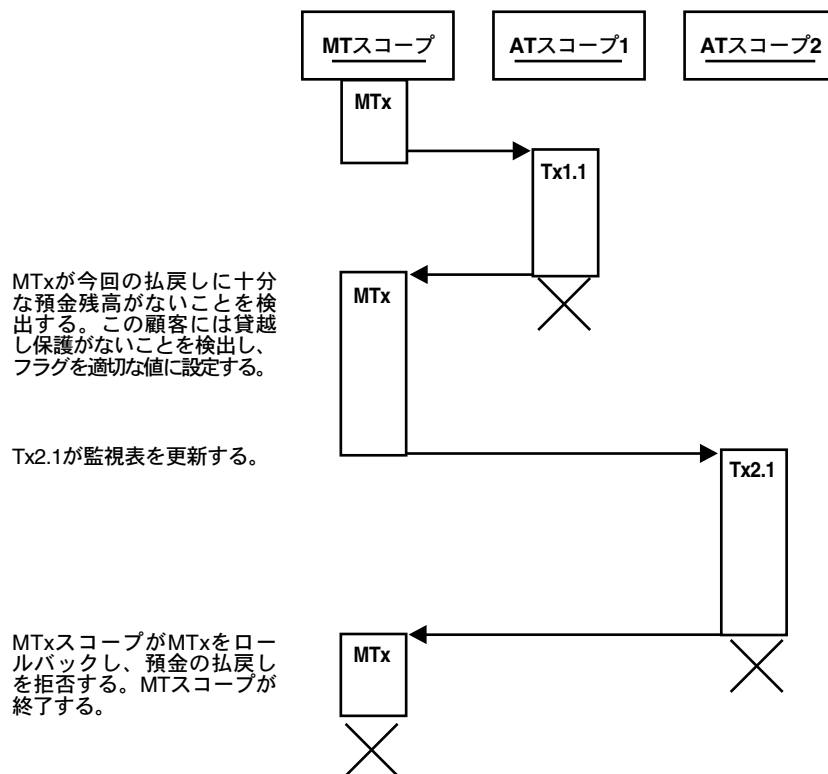 MTスコープ
ATスコープ1
ATスコープ2
MTx
Tx1.1
MTxが今回の払戻しに十分
な預金残高がないことを検
出する。この顧客には貸越
し保護がないことを検出し、
フラグを適切な値に設定する。
MTx
Tx2.1が監視表を更新する。
Tx2.1
MTxスコープがMTxをロー
ルバックし、預金の払戻し
を拒否する。MTスコープが
終了する。
MTx